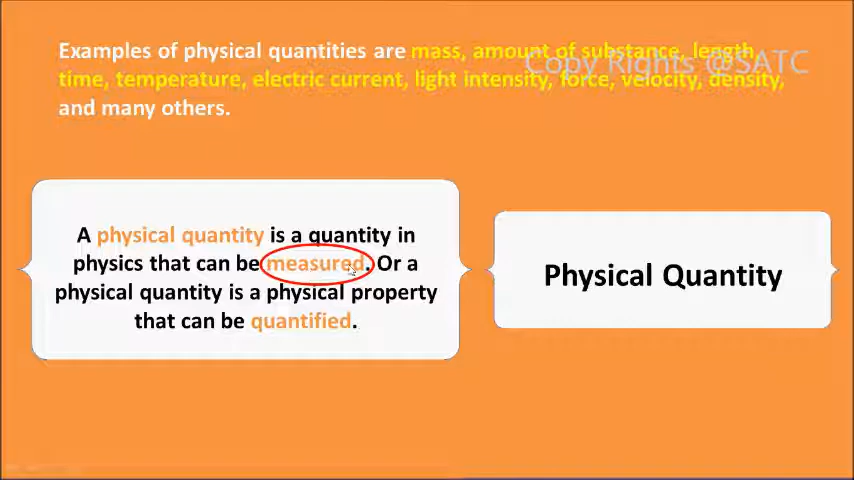 Examples of physical quantities are mass, amount of substance, length
time, temperature, electric current, light intensity, force, velocity, density,
and many others.
Copy Rights @SATC
A physical quantity is a quantity in
physics that can be measured. Or a
physical quantity is a physical property
that can be quantified.
Physical Quantity